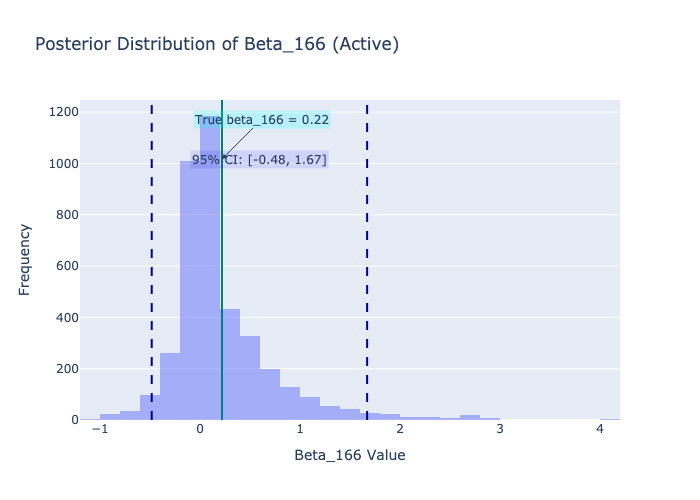 Posterior Distribution of Beta_166 (Active)
1200
1000
800
600
400
200
0
Frequency
True beta_166 = 0.22
95% CI: [-0.48, 1.67]
−1
0
1
2
3
4
Beta_166 Value